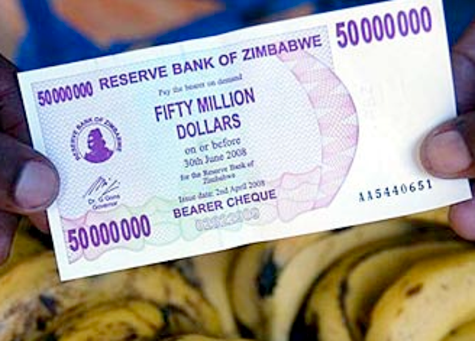 50000000 RESERVE BANK OF ZIMBABWE 50000000
Pay the bearer on demand
FIFTY MILLION
DOLLARS
on or before
30th June 2008
for the Reserve Bank of
Zimbabwe
RESERVE BANK OF ZIMBABWE
Dr G Gono
Governor
Issue date: 2nd April 2008
BEARER CHEQUE
50000000
AA5440651